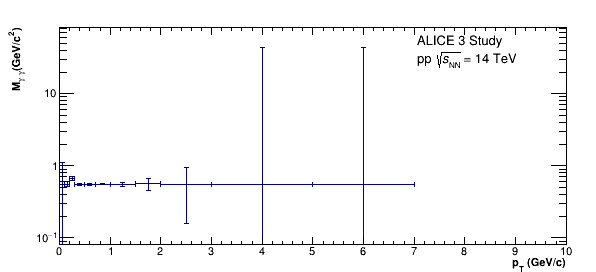 M_γγ(GeV/c²)
ALICE 3 Study
pp √s_NN = 14 TeV
10
1
10⁻¹
0 1 2 3 4 5 6 7 8 9 10
p_T (GeV/c)